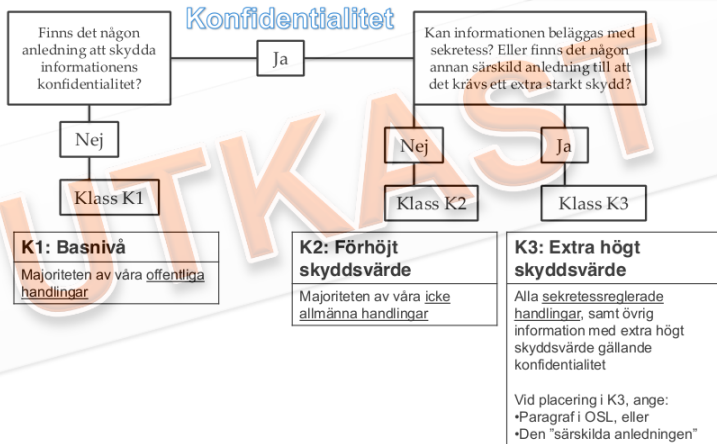 Konfidentialitet
Finns det någon
anledning att skydda
informationens
konfidentialitet?
Ja
Kan informationen beläggas med
sekretess? Eller finns det någon
annan särskild anledning till att
det krävs ett extra starkt skydd?
Nej
Nej
Ja
Klass K1
Klass K2
Klass K3
UTKAST
K1: Basnivå
Majoriteten av våra offentliga
handlingar
K2: Förhöjt
skyddsvärde
Majoriteten av våra icke
allmänna handlingar
K3: Extra högt
skyddsvärde
Alla sekretessreglerade
handlingar, samt övrig
information med extra högt
skyddsvärde gällande
konfidentialitet
Vid placering i K3, ange:
•Paragraf i OSL, eller
•Den ”särskilda anledningen”